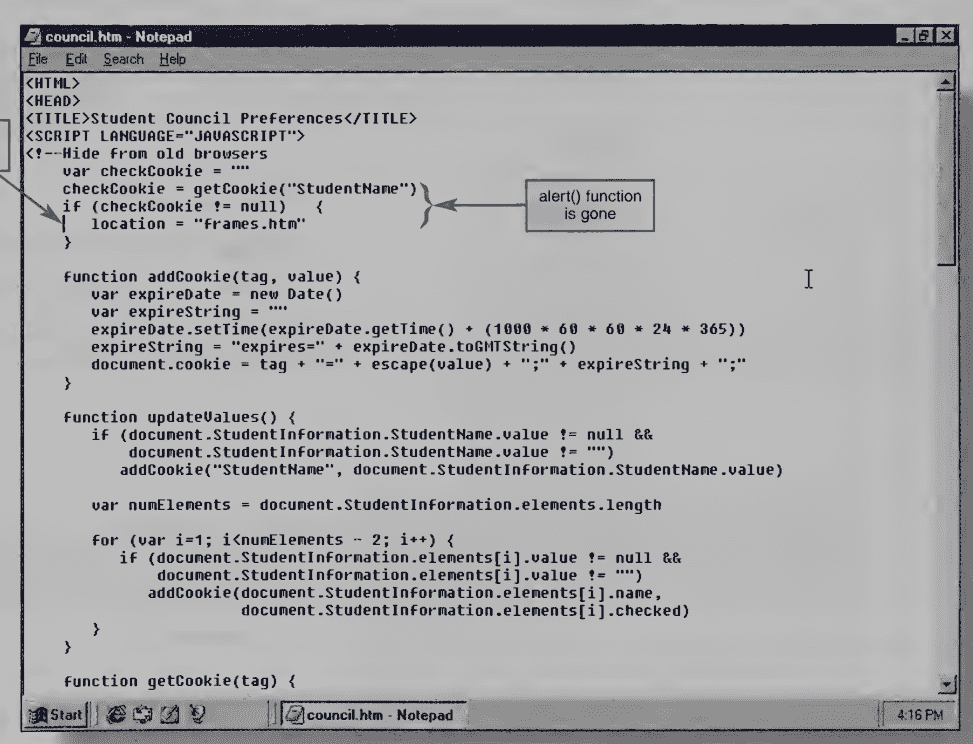 council.htm - Notepad
File Edit Search Help
<HTML>
<HEAD>
<TITLE>Student Council Preferences</TITLE>
<SCRIPT LANGUAGE="JAVASCRIPT">
<!--Hide from old browsers
    var checkCookie = ""
    checkCookie = getCookie("StudentName")
    if (checkCookie != null)   {
       location = "frames.htm"
    }
alert() function
is gone
    function addCookie(tag, value) {
       var expireDate = new Date()
       var expireString = ""
       expireDate.setTime(expireDate.getTime() + (1000 * 60 * 60 * 24 * 365))
       expireString = "expires=" + expireDate.toGMTString()
       document.cookie = tag + "=" + escape(value) + ";" + expireString + ";"
    }
    function updateValues() {
       if (document.StudentInformation.StudentName.value != null &&
           document.StudentInformation.StudentName.value != "")
          addCookie("StudentName", document.StudentInformation.StudentName.value)
       var numElements = document.StudentInformation.elements.length
       for (var i=1; i<numElements - 2; i++) {
          if (document.StudentInformation.elements[i].value != null &&
              document.StudentInformation.elements[i].value != "")
             addCookie(document.StudentInformation.elements[i].name,
                       document.StudentInformation.elements[i].checked)
       }
    }
    function getCookie(tag) {
Start
council.htm - Notepad
4:16 PM